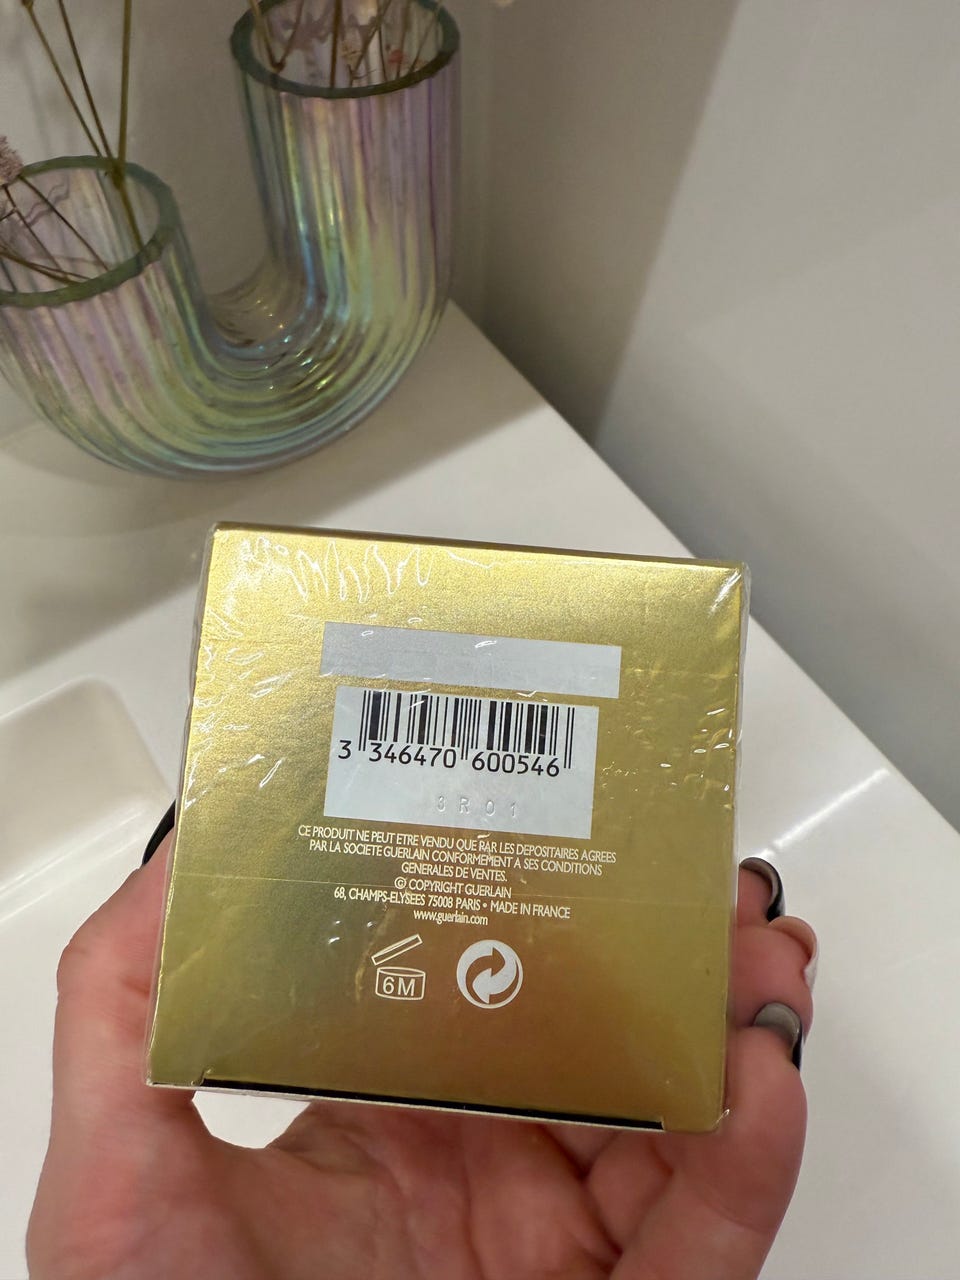 3 346470 600546
3R01
CE PRODUIT NE PEUT ETRE VENDU QUE PAR LES DEPOSITAIRES AGREES
PAR LA SOCIETE GUERLAIN CONFORMEMENT A SES CONDITIONS
GENERALES DE VENTES.
© COPYRIGHT GUERLAIN
68, CHAMPS-ELYSEES 75008 PARIS • MADE IN FRANCE
www.guerlain.com
6M